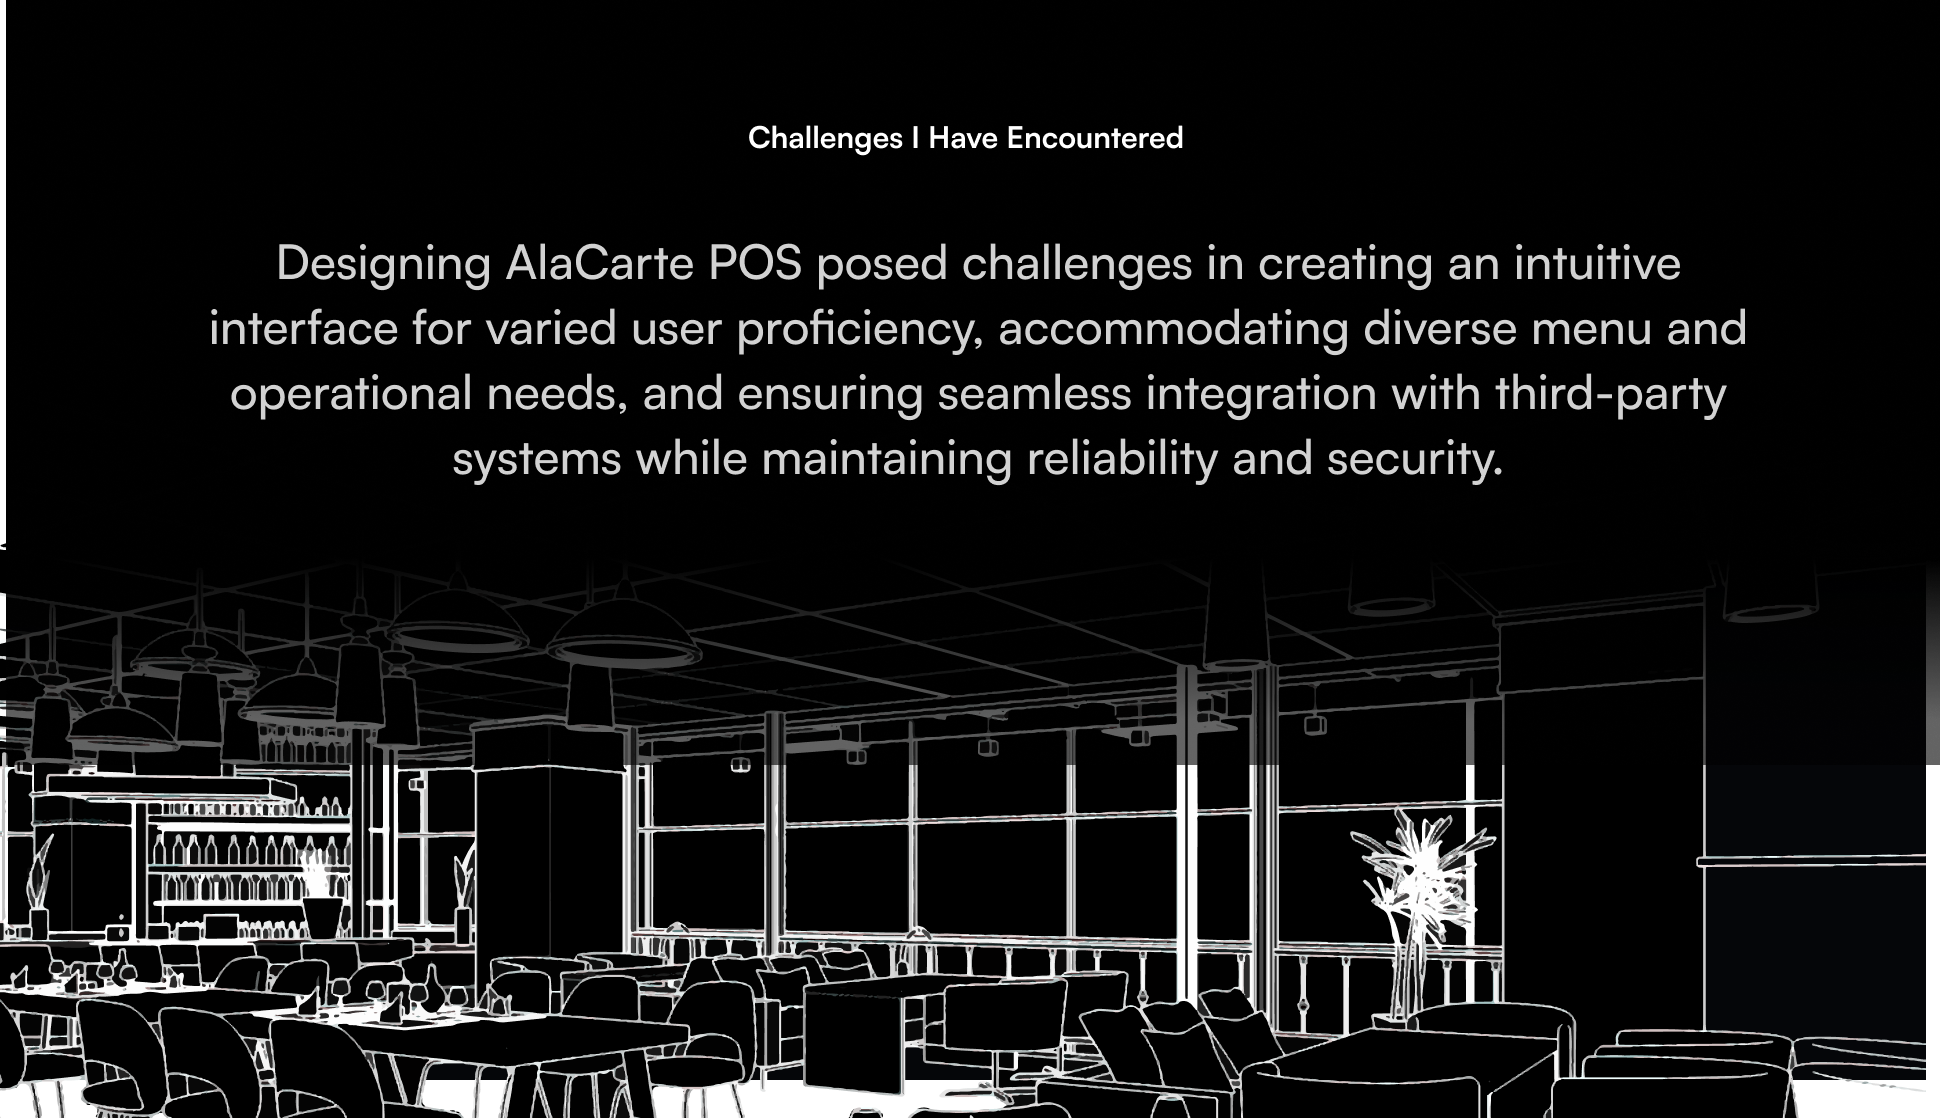 Challenges I Have Encountered
Designing AlaCarte POS posed challenges in creating an intuitive
interface for varied user proficiency, accommodating diverse menu and
operational needs, and ensuring seamless integration with third-party
systems while maintaining reliability and security.